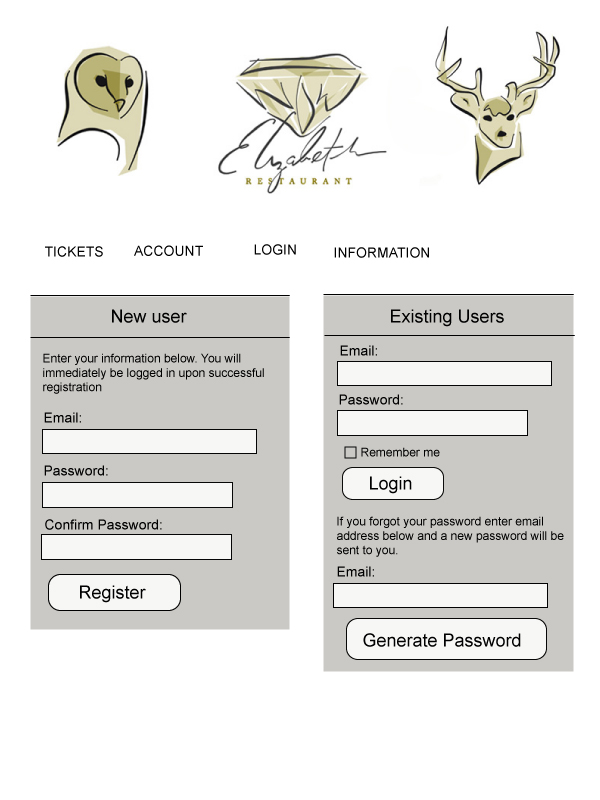 Elizabeth
RESTAURANT
TICKETS ACCOUNT LOGIN INFORMATION
New user
Enter your information below. You will
immediately be logged in upon successful
registration
Email:
Password:
Confirm Password:
Register
Existing Users
Email:
Password:
Remember me
Login
If you forgot your password enter email
address below and a new password will be
sent to you.
Email:
Generate Password